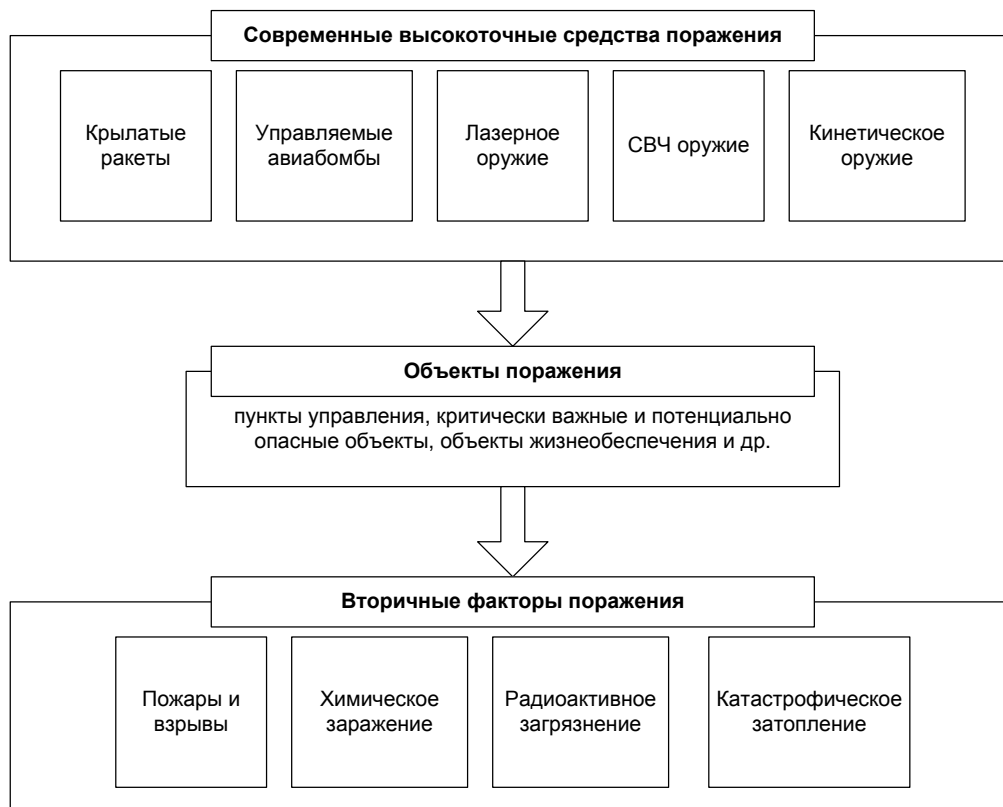 Современные высокоточные средства поражения
Крылатые
ракеты
Управляемые
авиабомбы
Лазерное
оружие
СВЧ оружие
Кинетическое
оружие
Объекты поражения
пункты управления, критически важные и потенциально
опасные объекты, объекты жизнеобеспечения и др.
Вторичные факторы поражения
Пожары и
взрывы
Химическое
заражение
Радиоактивное
загрязнение
Катастрофическое
затопление